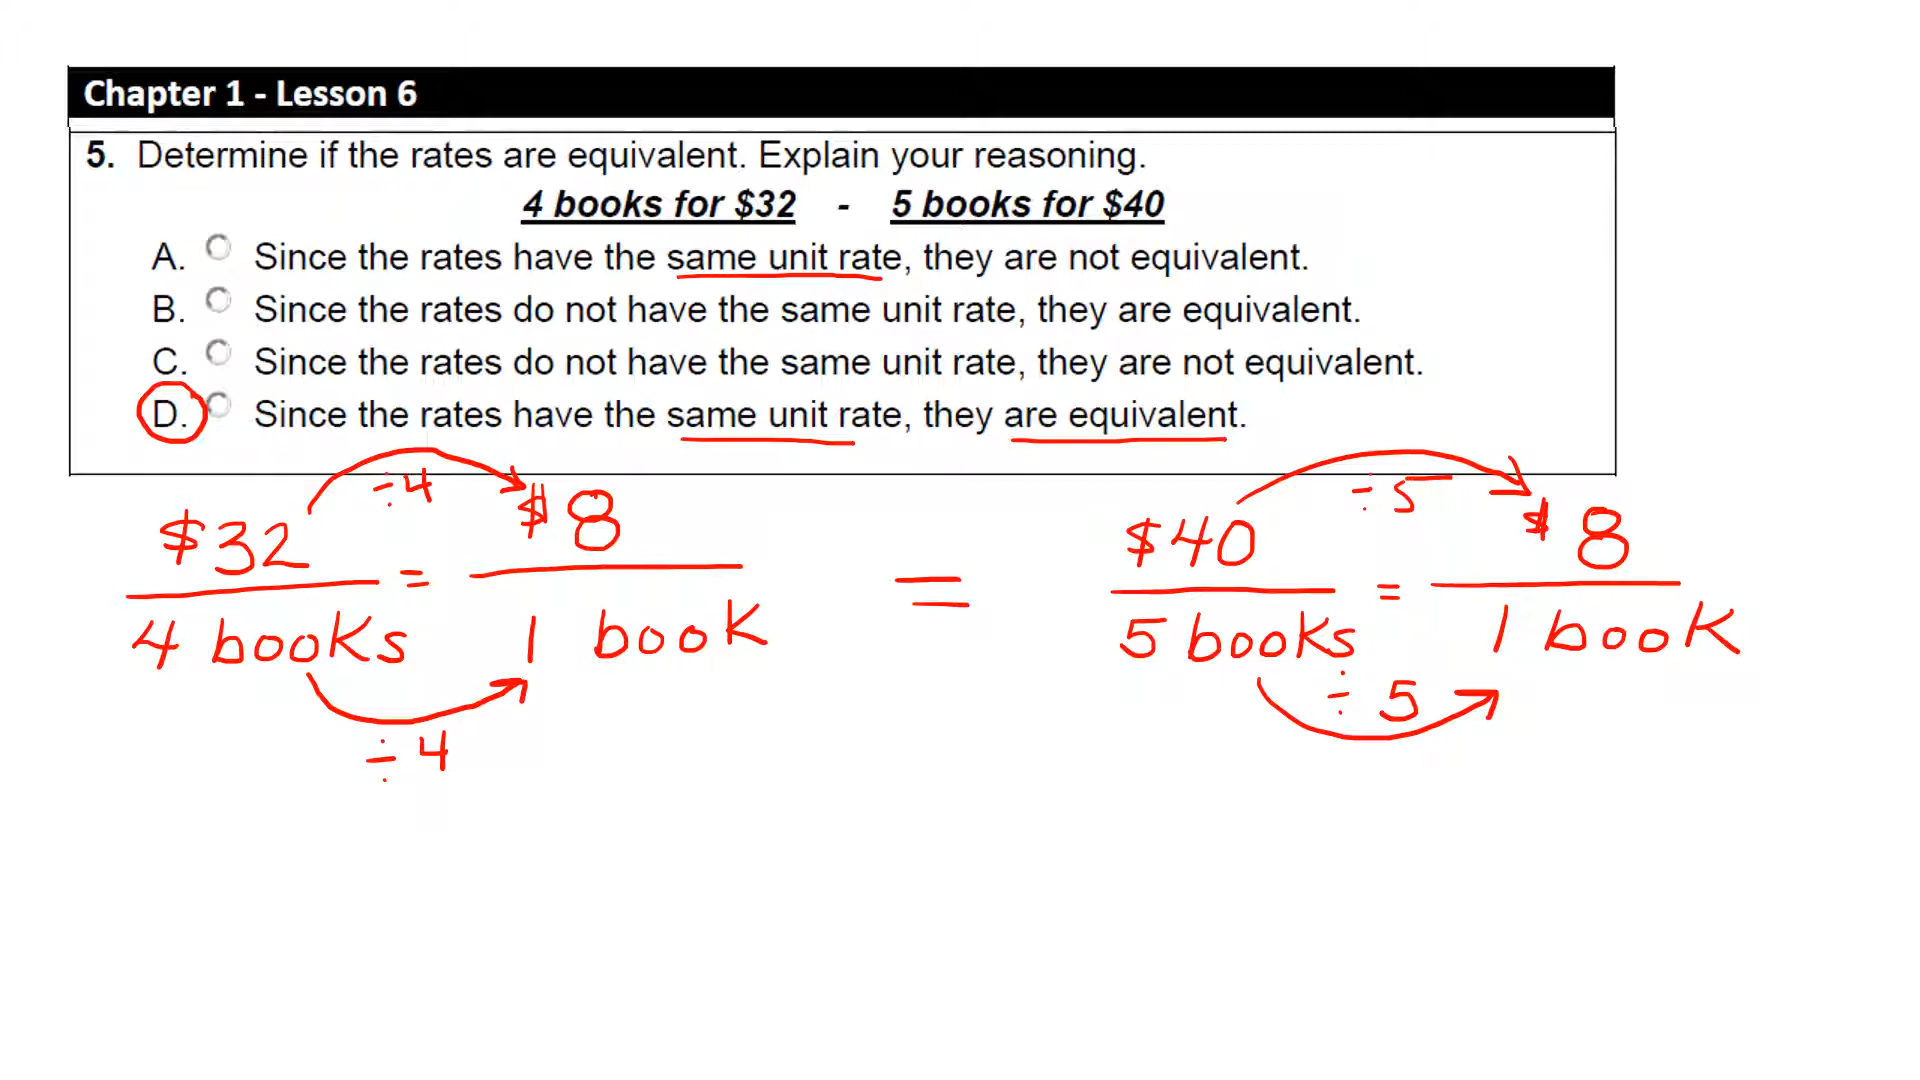 Chapter 1 - Lesson 6
5. Determine if the rates are equivalent. Explain your reasoning.
4 books for $32 - 5 books for $40
A. Since the rates have the same unit rate, they are not equivalent.
B. Since the rates do not have the same unit rate, they are equivalent.
C. Since the rates do not have the same unit rate, they are not equivalent.
D. Since the rates have the same unit rate, they are equivalent.
÷4 ÷5
$32 = $8 = $40 = $8
4 books 1 book 5 books 1 book
÷ 4 ÷ 5